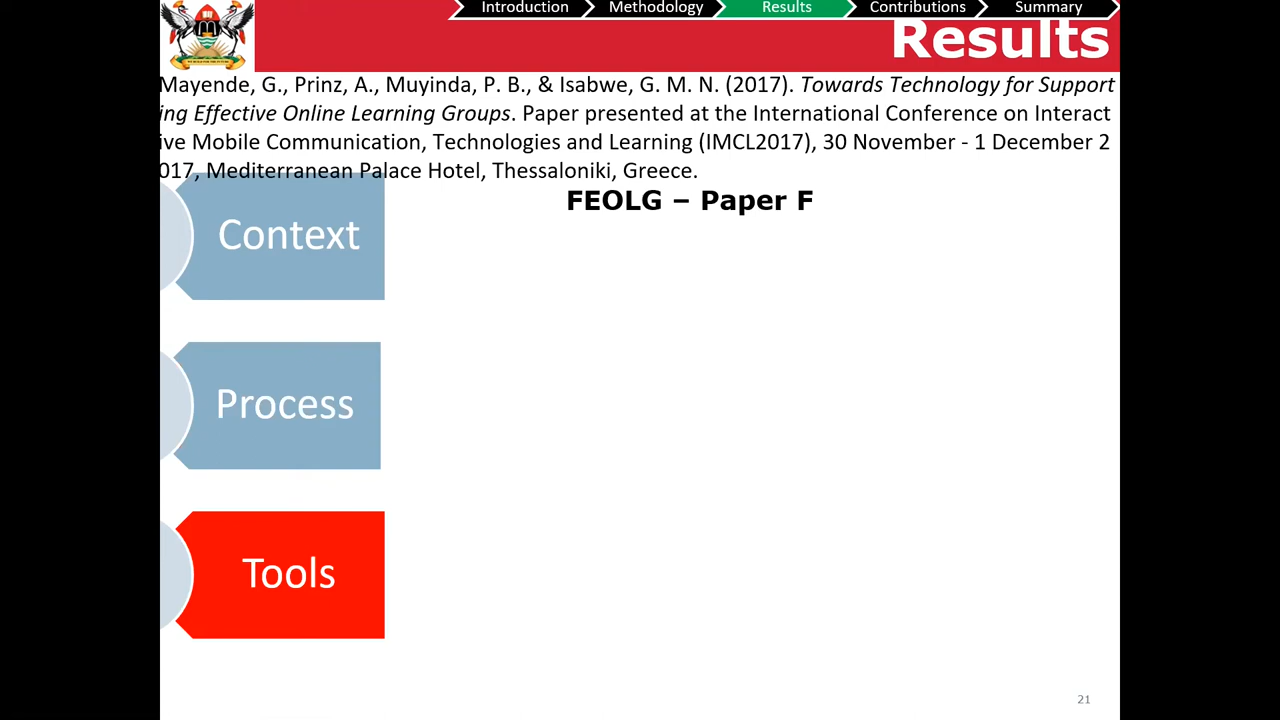 Introduction
Methodology
Results
Contributions
Summary
Results
Mayende, G., Prinz, A., Muyinda, P. B., & Isabwe, G. M. N. (2017). Towards Technology for Support
ing Effective Online Learning Groups. Paper presented at the International Conference on Interact
ive Mobile Communication, Technologies and Learning (IMCL2017), 30 November - 1 December 2
017, Mediterranean Palace Hotel, Thessaloniki, Greece.
FEOLG – Paper F
Context
Process
Tools
21